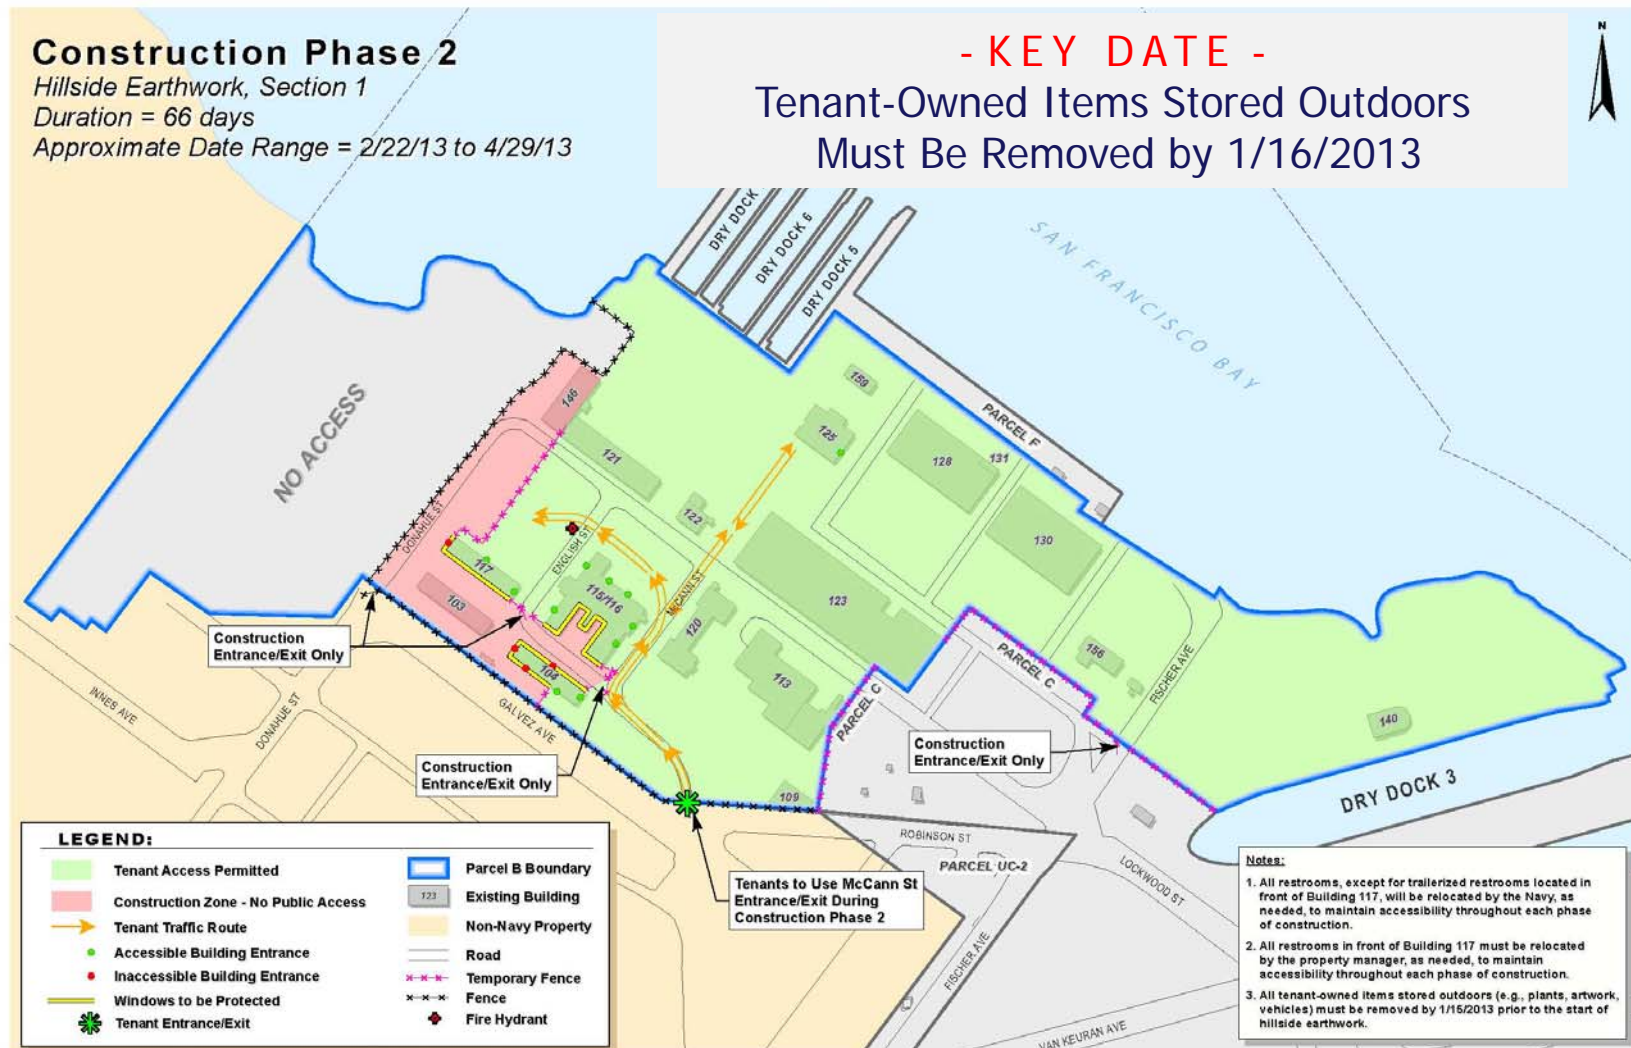 Construction Phase 2
Hillside Earthwork, Section 1
Duration = 66 days
Approximate Date Range = 2/22/13 to 4/29/13
- KEY DATE -
Tenant-Owned Items Stored Outdoors
Must Be Removed by 1/16/2013
N
DRY DOCK
DRY DOCK 6
DRY DOCK 5
SAN FRANCISCO BAY
NO ACCESS
PARCEL F
146
121
122
159
125
128
131
130
123
DONAHUE ST
ENGLISH ST
McCANN ST
117
103
115/116
104
120
113
109
156
140
PARCEL C
PARCEL C
FISCHER AVE
DRY DOCK 3
Construction
Entrance/Exit Only
Construction
Entrance/Exit Only
Construction
Entrance/Exit Only
INNES AVE
DONAHUE ST
GALVEZ AVE
ROBINSON ST
PARCEL UC-2
LOCKWOOD ST
FISCHER AVE
VAN KEURAN AVE
Tenants to Use McCann St
Entrance/Exit During
Construction Phase 2
LEGEND:
Tenant Access Permitted
Construction Zone - No Public Access
Tenant Traffic Route
Accessible Building Entrance
Inaccessible Building Entrance
Windows to be Protected
Tenant Entrance/Exit
Parcel B Boundary
123
Existing Building
Non-Navy Property
Road
Temporary Fence
Fence
Fire Hydrant
Notes:
1. All restrooms, except for trailerized restrooms located in
front of Building 117, will be relocated by the Navy, as
needed, to maintain accessibility throughout each phase
of construction.
2. All restrooms in front of Building 117 must be relocated
by the property manager, as needed, to maintain
accessibility throughout each phase of construction.
3. All tenant-owned items stored outdoors (e.g., plants, artwork,
vehicles) must be removed by 1/15/2013 prior to the start of
hillside earthwork.